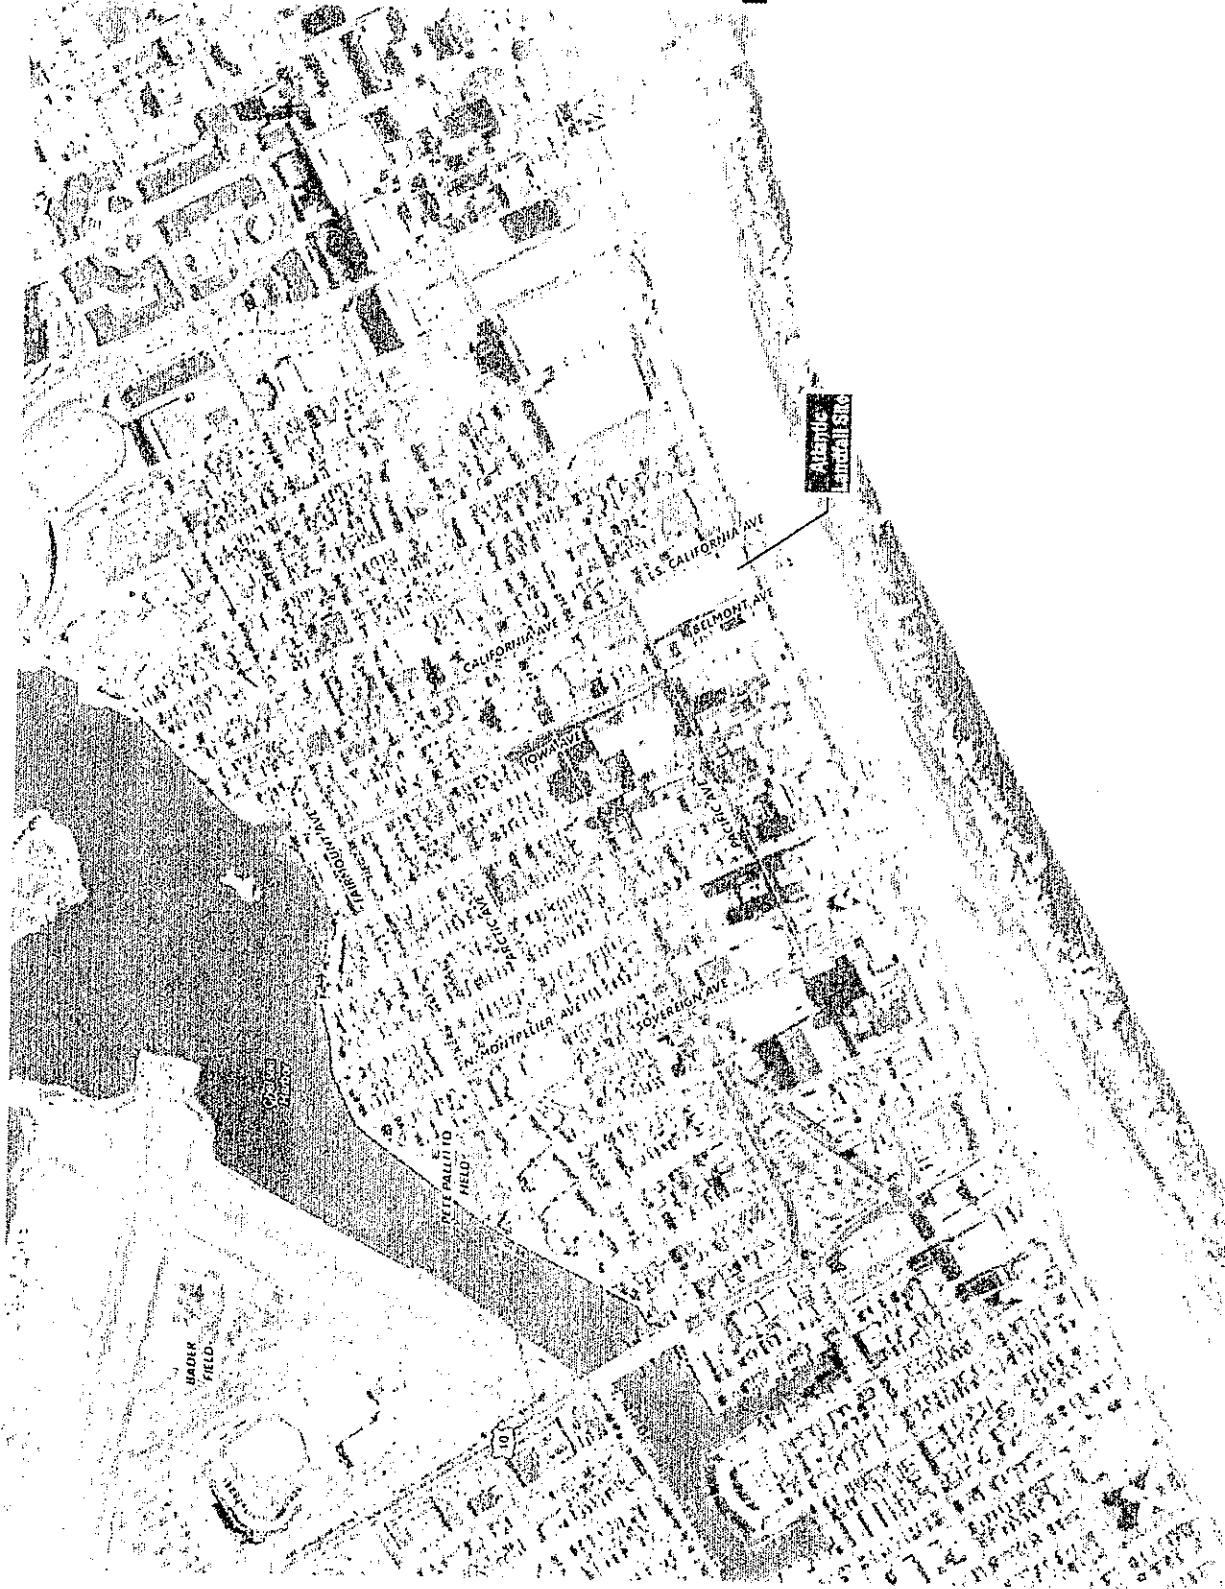 Atlantic
Landfall Site
S. CALIFORNIA AVE
BELMONT AVE
CALIFORNIA AVE
IOWA AVE
FAIRMOUNT AVE
PACIFIC AVE
ARCTIC AVE
SOVEREIGN AVE
N. MONTPELIER AVE
PETE PALLITTO
FIELD
BADER
FIELD